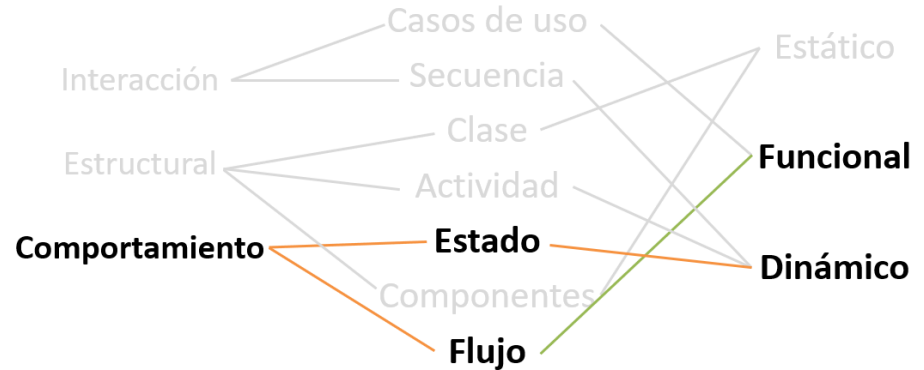 Casos de uso
Estático
Interacción
Secuencia
Clase
Estructural
Funcional
Actividad
Comportamiento
Estado
Dinámico
Componentes
Flujo